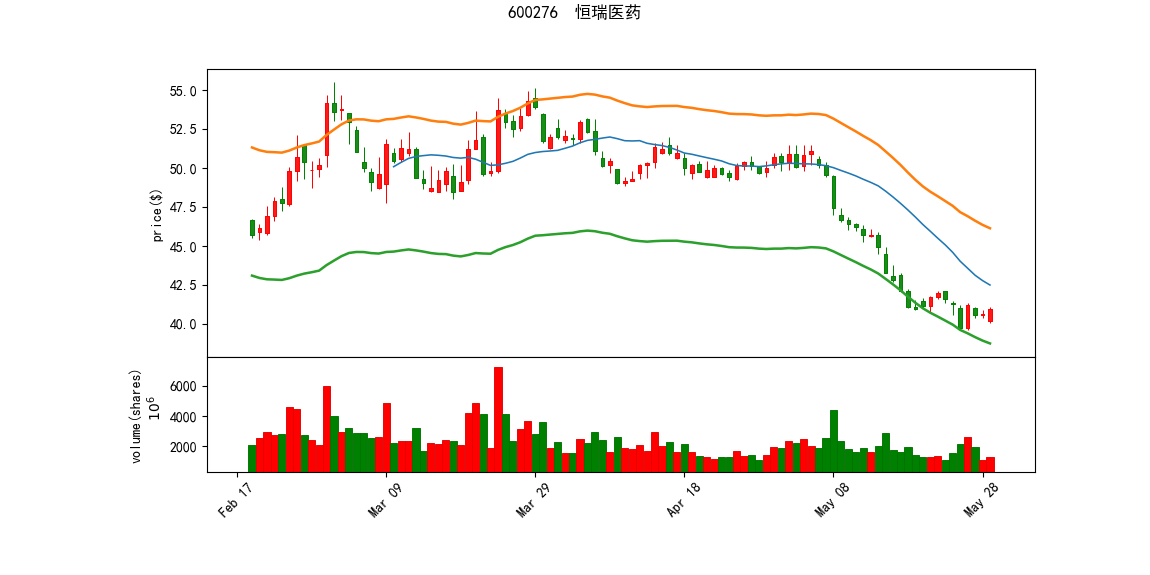 600276 恒瑞医药
price($)
55.0
52.5
50.0
47.5
45.0
42.5
40.0
volume(shares)
10^6
6000
4000
2000
Feb 17
Mar 09
Mar 29
Apr 18
May 08
May 28